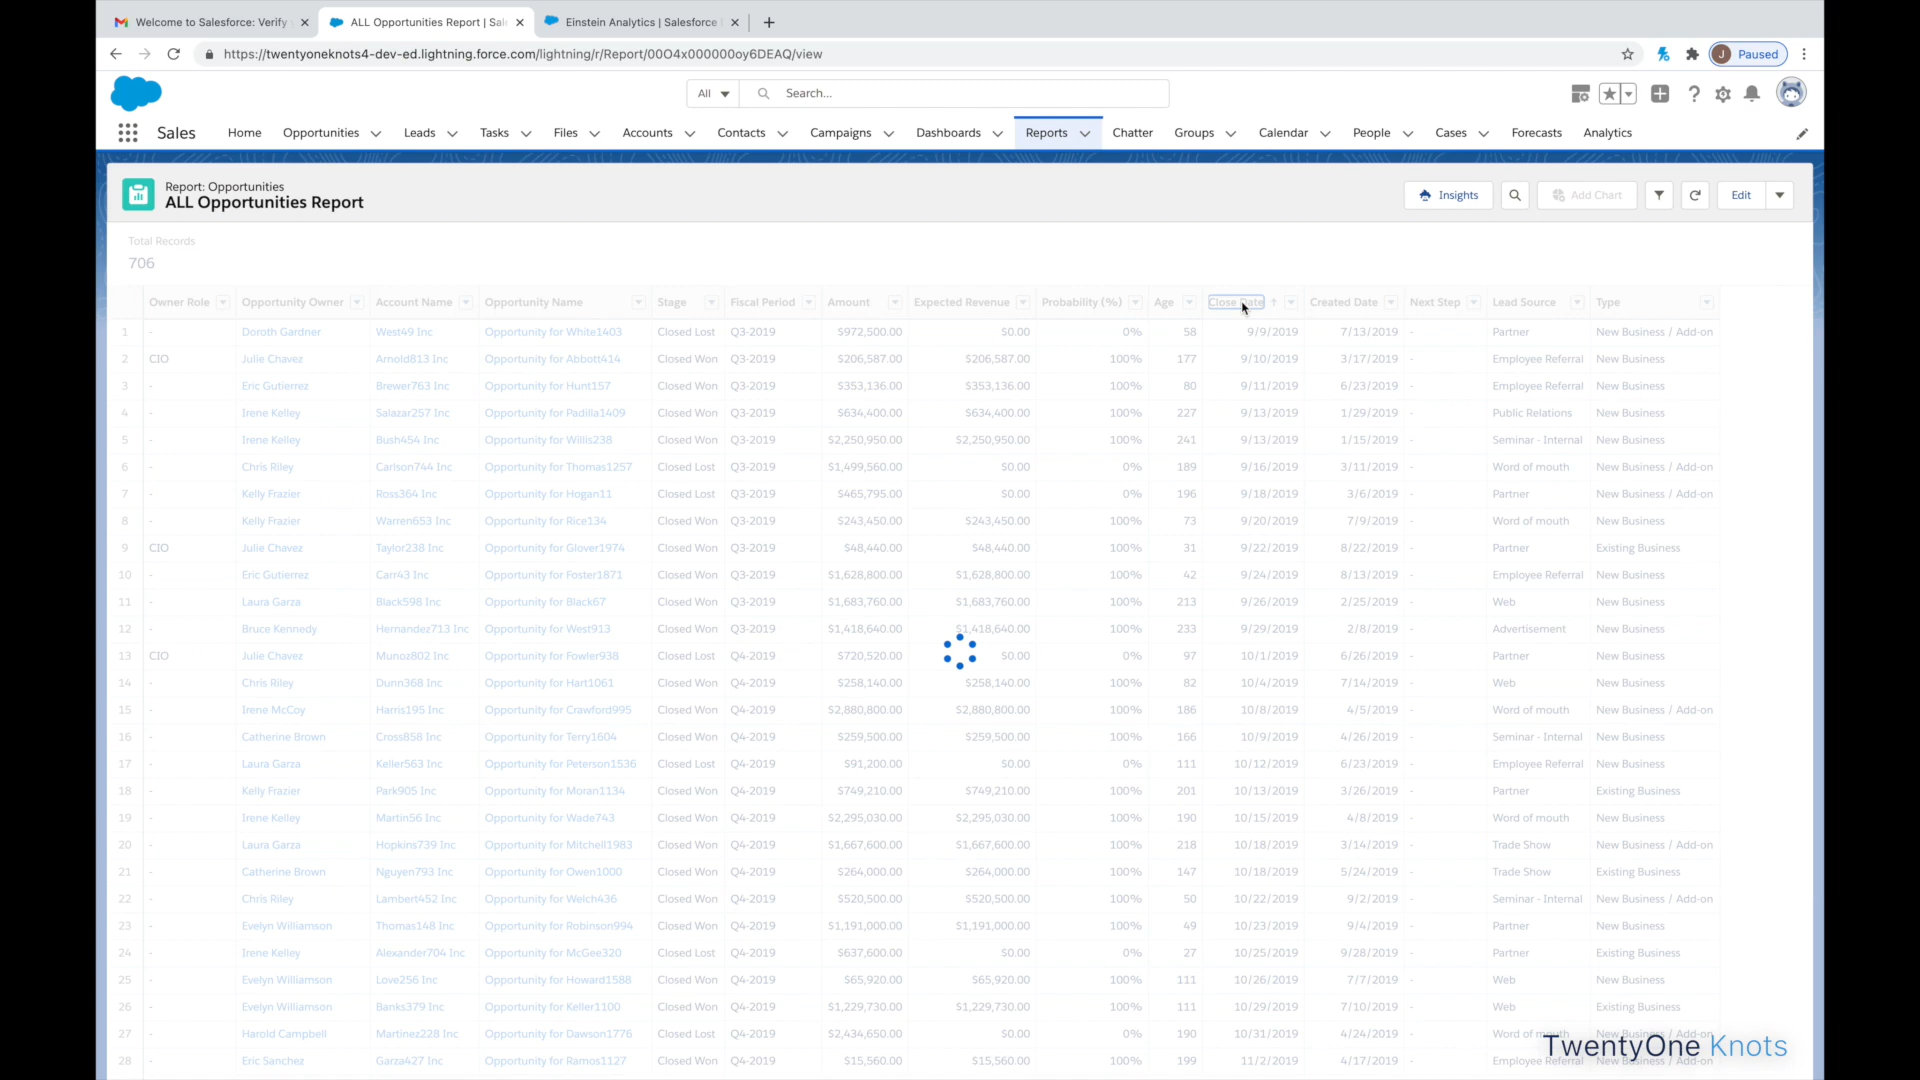 Welcome to Salesforce: Verify
ALL Opportunities Report | Sal
Einstein Analytics | Salesforce
https://twentyoneknots4-dev-ed.lightning.force.com/lightning/r/Report/00O4x000000oy6DEAQ/view
J Paused
All Search...
Sales Home Opportunities Leads Tasks Files Accounts Contacts Campaigns Dashboards Reports Chatter Groups Calendar People Cases Forecasts Analytics
Report: Opportunities
ALL Opportunities Report
Insights Add Chart Edit
Total Records
706
Owner Role Opportunity Owner Account Name Opportunity Name Stage Fiscal Period Amount Expected Revenue Probability (%) Age Close Date Created Date Next Step Lead Source Type
1 - Doroth Gardner West49 Inc Opportunity for White1403 Closed Lost Q3-2019 $972,500.00 $0.00 0% 58 9/9/2019 7/13/2019 - Partner New Business / Add-on
2 CIO Julie Chavez Arnold813 Inc Opportunity for Abbott414 Closed Won Q3-2019 $206,587.00 $206,587.00 100% 177 9/10/2019 3/17/2019 - Employee Referral New Business
3 - Eric Gutierrez Brewer763 Inc Opportunity for Hunt157 Closed Won Q3-2019 $353,136.00 $353,136.00 100% 80 9/11/2019 6/23/2019 - Employee Referral New Business
4 - Irene Kelley Salazar257 Inc Opportunity for Padilla1409 Closed Won Q3-2019 $634,400.00 $634,400.00 100% 227 9/13/2019 1/29/2019 - Public Relations New Business
5 - Irene Kelley Bush454 Inc Opportunity for Willis238 Closed Won Q3-2019 $2,250,950.00 $2,250,950.00 100% 241 9/13/2019 1/15/2019 - Seminar - Internal New Business
6 - Chris Riley Carlson744 Inc Opportunity for Thomas1257 Closed Lost Q3-2019 $1,499,560.00 $0.00 0% 189 9/16/2019 3/11/2019 - Word of mouth New Business / Add-on
7 - Kelly Frazier Ross364 Inc Opportunity for Hogan11 Closed Lost Q3-2019 $465,795.00 $0.00 0% 196 9/18/2019 3/6/2019 - Partner New Business / Add-on
8 - Kelly Frazier Warren653 Inc Opportunity for Rice134 Closed Won Q3-2019 $243,450.00 $243,450.00 100% 73 9/20/2019 7/9/2019 - Word of mouth New Business
9 CIO Julie Chavez Taylor238 Inc Opportunity for Glover1974 Closed Won Q3-2019 $48,440.00 $48,440.00 100% 31 9/22/2019 8/22/2019 - Partner Existing Business
10 - Eric Gutierrez Carr43 Inc Opportunity for Foster1871 Closed Won Q3-2019 $1,628,800.00 $1,628,800.00 100% 42 9/24/2019 8/13/2019 - Employee Referral New Business
11 - Laura Garza Black598 Inc Opportunity for Black67 Closed Won Q3-2019 $1,683,760.00 $1,683,760.00 100% 213 9/26/2019 2/25/2019 - Web New Business
12 - Bruce Kennedy Hernandez713 Inc Opportunity for West913 Closed Won Q3-2019 $1,418,640.00 $1,418,640.00 100% 233 9/29/2019 2/8/2019 - Advertisement New Business
13 CIO Julie Chavez Munoz802 Inc Opportunity for Fowler938 Closed Lost Q4-2019 $720,520.00 $0.00 0% 97 10/1/2019 6/26/2019 - Partner New Business
14 - Chris Riley Dunn368 Inc Opportunity for Hart1061 Closed Won Q4-2019 $258,140.00 $258,140.00 100% 82 10/4/2019 7/14/2019 - Web New Business
15 - Irene McCoy Harris195 Inc Opportunity for Crawford995 Closed Won Q4-2019 $2,880,800.00 $2,880,800.00 100% 186 10/8/2019 4/5/2019 - Word of mouth New Business / Add-on
16 - Catherine Brown Cross858 Inc Opportunity for Terry1604 Closed Won Q4-2019 $259,500.00 $259,500.00 100% 166 10/9/2019 4/26/2019 - Seminar - Internal New Business
17 - Laura Garza Keller563 Inc Opportunity for Peterson1536 Closed Lost Q4-2019 $91,200.00 $0.00 0% 111 10/12/2019 6/23/2019 - Employee Referral New Business
18 - Kelly Frazier Park905 Inc Opportunity for Moran1134 Closed Won Q4-2019 $749,210.00 $749,210.00 100% 201 10/13/2019 3/26/2019 - Partner Existing Business
19 - Irene Kelley Martin56 Inc Opportunity for Wade743 Closed Won Q4-2019 $2,295,030.00 $2,295,030.00 100% 190 10/15/2019 4/8/2019 - Word of mouth New Business
20 - Laura Garza Hopkins739 Inc Opportunity for Mitchell1983 Closed Won Q4-2019 $1,667,600.00 $1,667,600.00 100% 218 10/18/2019 3/14/2019 - Trade Show New Business / Add-on
21 - Catherine Brown Nguyen793 Inc Opportunity for Owen1000 Closed Won Q4-2019 $264,000.00 $264,000.00 100% 147 10/18/2019 5/24/2019 - Trade Show Existing Business
22 - Chris Riley Lambert452 Inc Opportunity for Welch436 Closed Won Q4-2019 $520,500.00 $520,500.00 100% 50 10/22/2019 9/2/2019 - Seminar - Internal New Business / Add-on
23 - Evelyn Williamson Thomas148 Inc Opportunity for Robinson994 Closed Won Q4-2019 $1,191,000.00 $1,191,000.00 100% 49 10/23/2019 9/4/2019 - Partner New Business
24 - Irene Kelley Alexander704 Inc Opportunity for McGee320 Closed Lost Q4-2019 $637,600.00 $0.00 0% 27 10/25/2019 9/28/2019 - Partner Existing Business
25 - Evelyn Williamson Love256 Inc Opportunity for Howard1588 Closed Won Q4-2019 $65,920.00 $65,920.00 100% 111 10/26/2019 7/7/2019 - Web New Business
26 - Evelyn Williamson Banks379 Inc Opportunity for Keller1100 Closed Won Q4-2019 $1,229,730.00 $1,229,730.00 100% 111 10/29/2019 7/10/2019 - Web Existing Business
27 - Harold Campbell Martinez228 Inc Opportunity for Dawson1776 Closed Lost Q4-2019 $2,434,650.00 $0.00 0% 190 10/31/2019 4/24/2019 - Word of mouth New Business / Add-on
28 - Eric Sanchez Garza427 Inc Opportunity for Ramos1127 Closed Won Q4-2019 $15,560.00 $15,560.00 100% 199 11/2/2019 4/17/2019 - Employee Referral New Business / Add-on
TwentyOne Knots